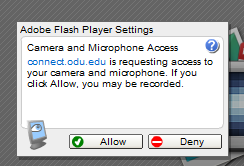 Adobe Flash Player Settings
Camera and Microphone Access
connect.odu.edu is requesting access to
your camera and microphone. If you
click Allow, you may be recorded.
Allow
Deny